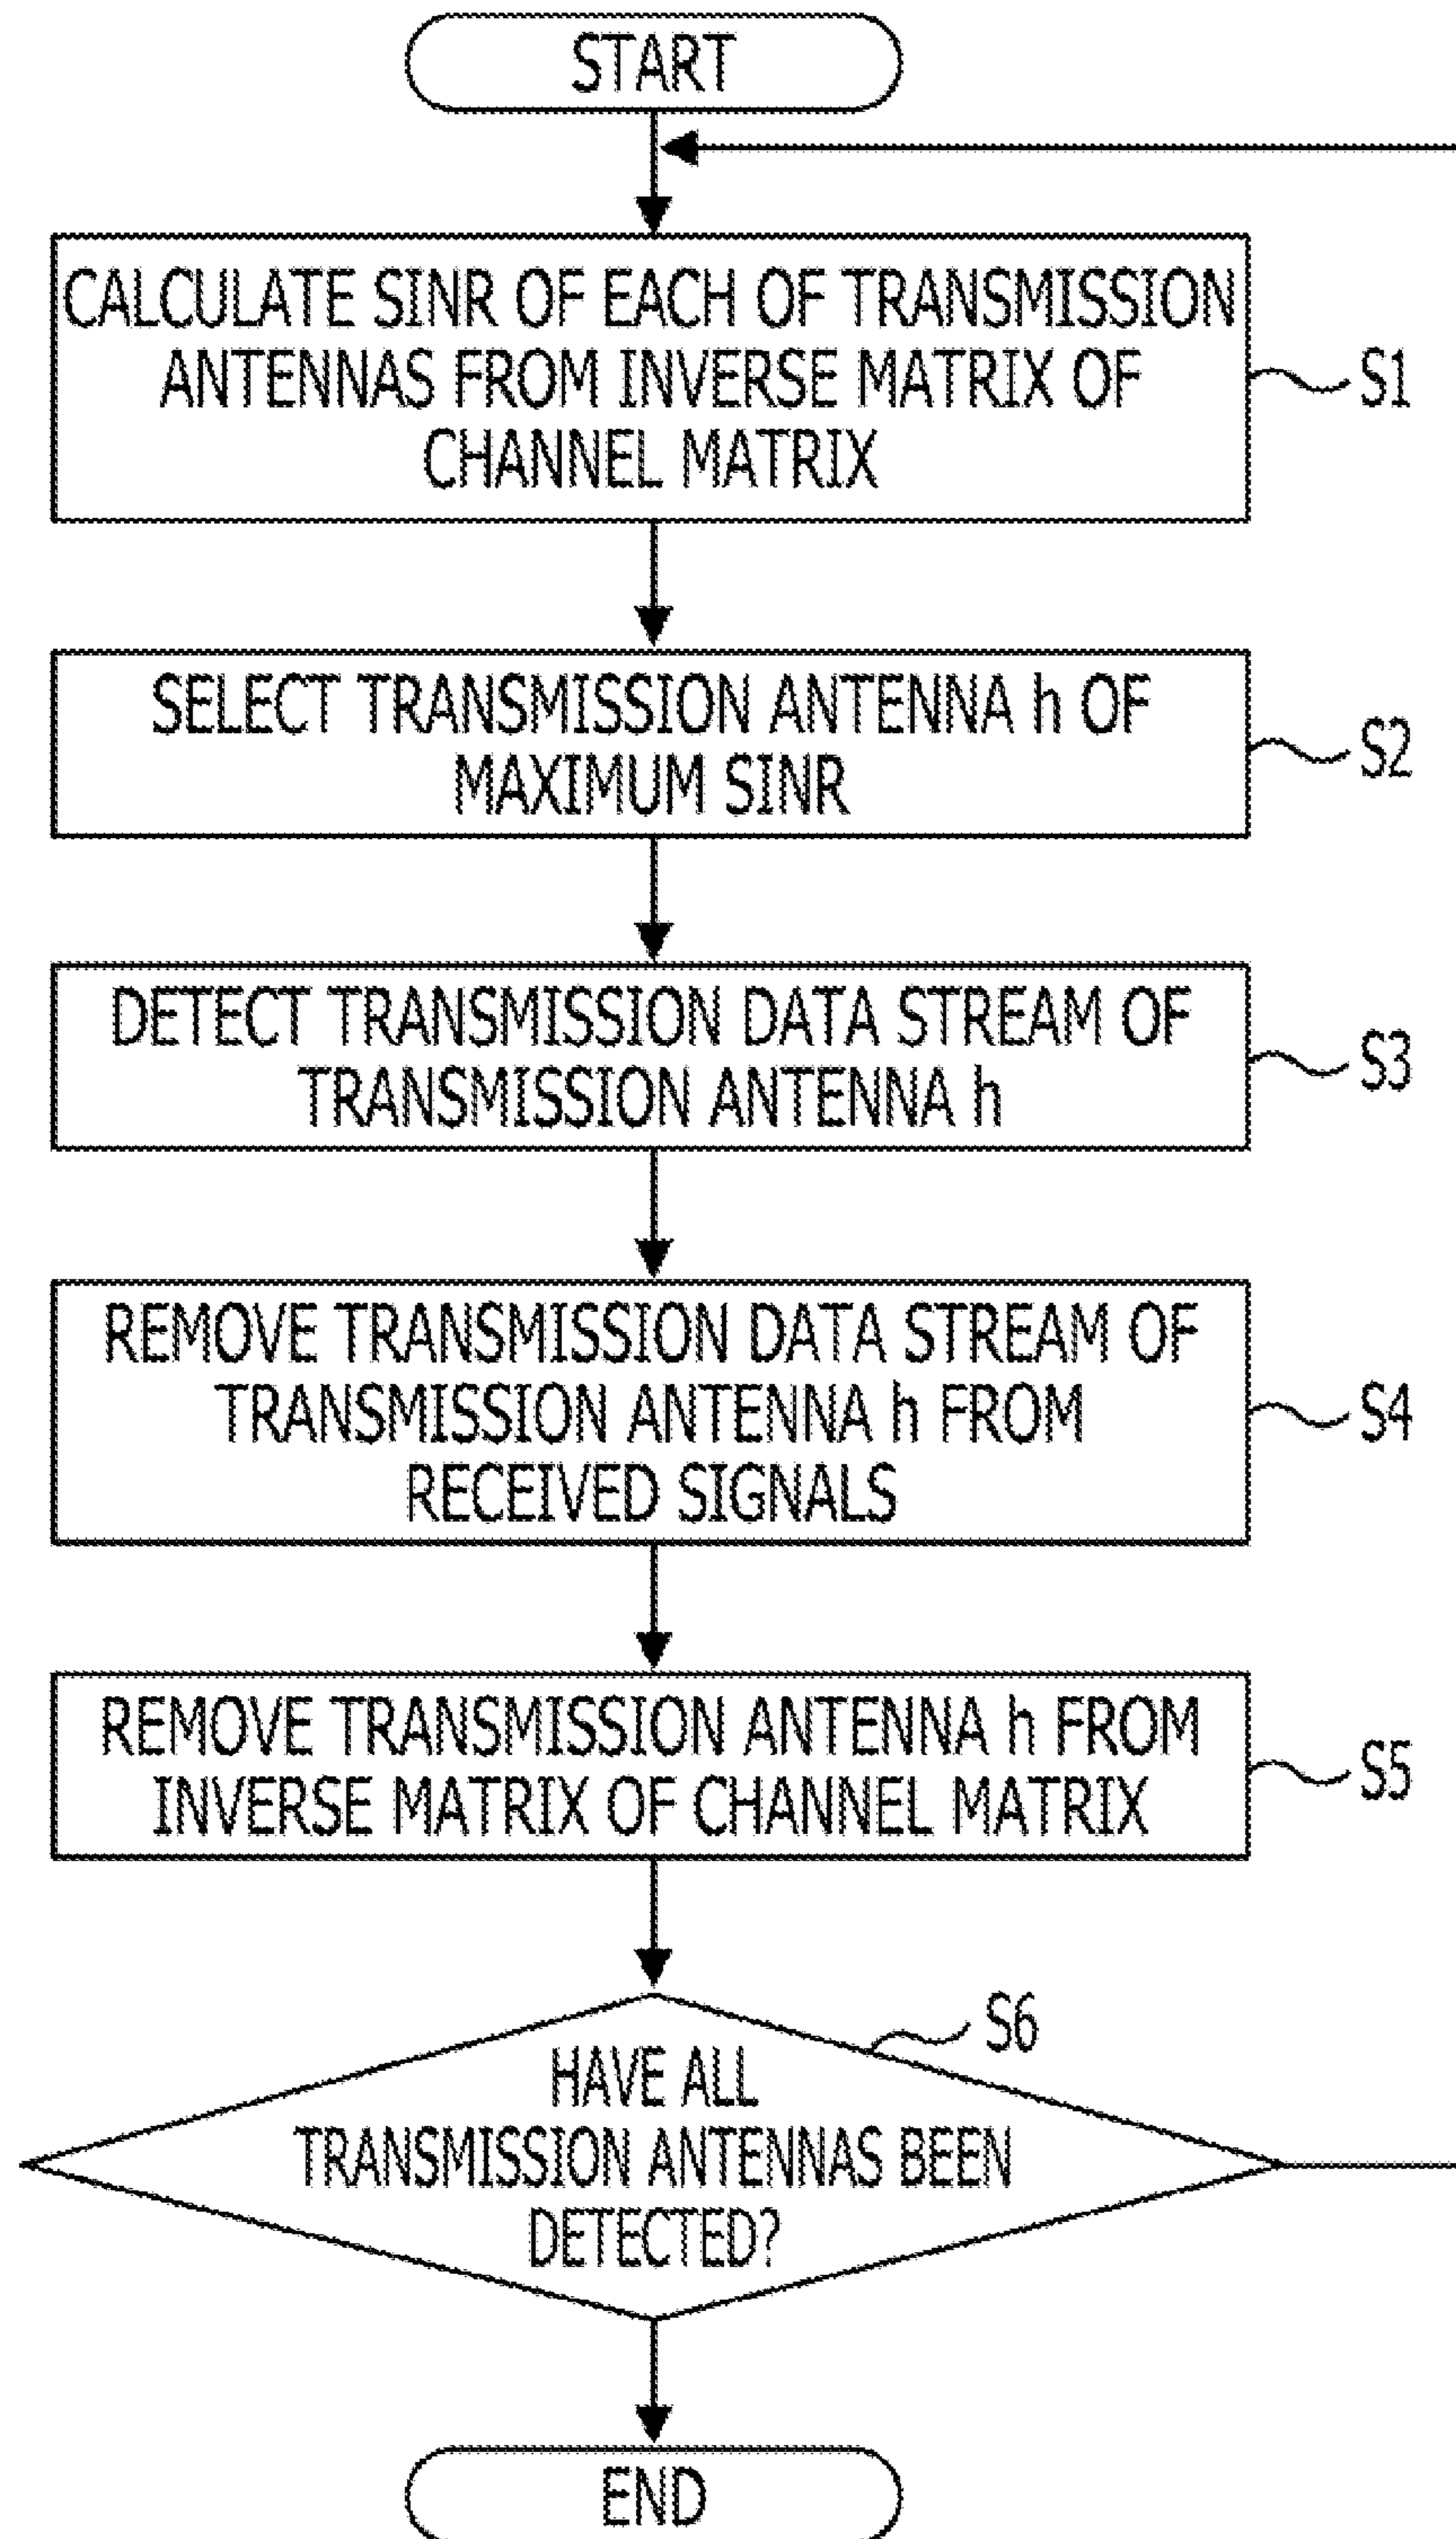 START
CALCULATE SINR OF EACH OF TRANSMISSION
ANTENNAS FROM INVERSE MATRIX OF
CHANNEL MATRIX
S1
SELECT TRANSMISSION ANTENNA h OF
MAXIMUM SINR
S2
DETECT TRANSMISSION DATA STREAM OF
TRANSMISSION ANTENNA h
S3
REMOVE TRANSMISSION DATA STREAM OF
TRANSMISSION ANTENNA h FROM
RECEIVED SIGNALS
S4
REMOVE TRANSMISSION ANTENNA h FROM
INVERSE MATRIX OF CHANNEL MATRIX
S5
S6
HAVE ALL
TRANSMISSION ANTENNAS BEEN
DETECTED?
END